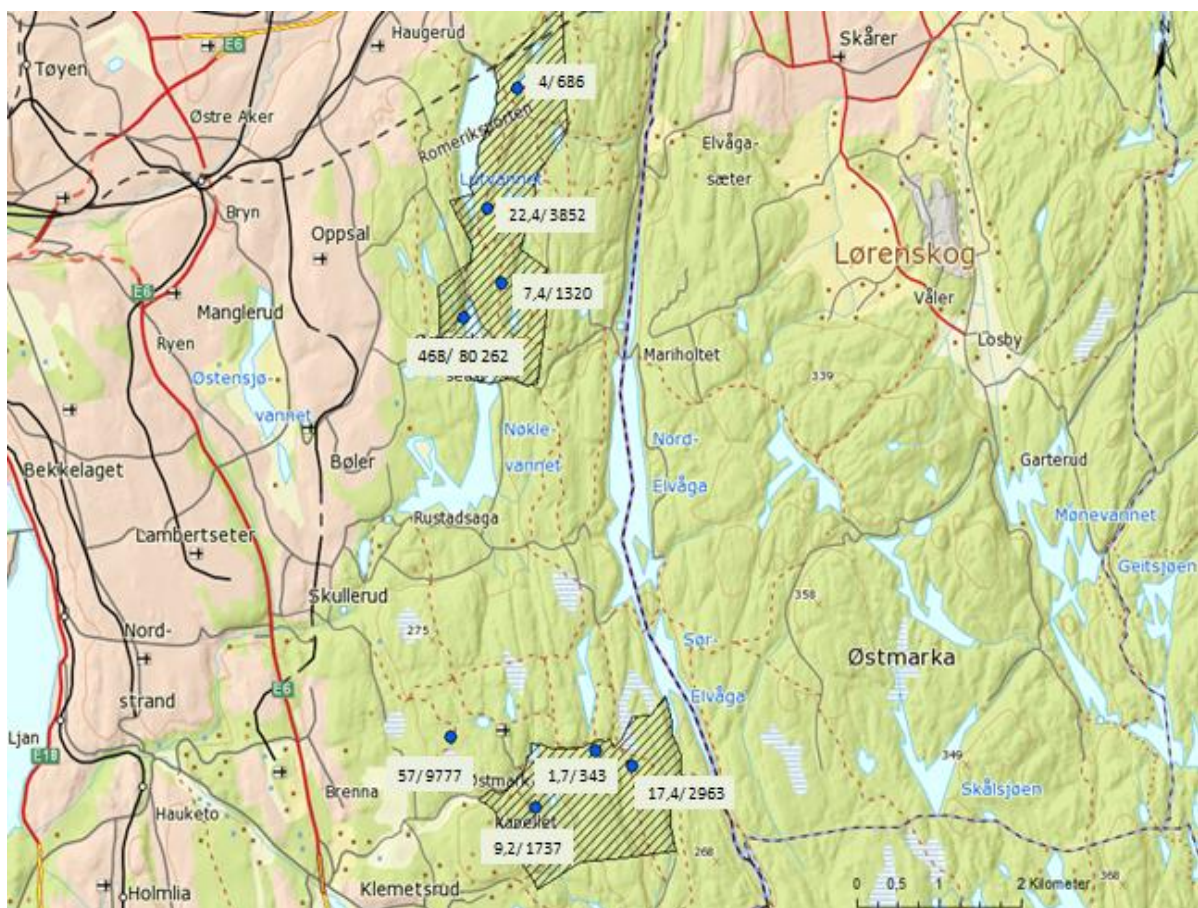 Haugerud
Skårer
E6
Tøyen
4/ 686
Østre Aker
Romeriksporten
Elvåga-
sæter
Lutvannet
Bryn
22,4/ 3852
Oppsal
Lørenskog
E6
7,4/ 1320
Manglerud
Våler
Ryen
Losby
468/ 80 262
Mariholtet
339
Østensjø-
vannet
Nøkle-
vannet
Nord-
Elvåga
Bøler
Garterud
Bekkelaget
Rustadsaga
Mønevannet
Lambertseter
Geitsjøen
Skullerud
358
275
Nord-
strand
Sør-
Elvåga
Østmarka
E6
Ljan
E18
349
57/ 9777
Østmark
1,7/ 343
17,4/ 2963
Skålsjøen
Brenna
Hauketo
kapellet
9,2/ 1737
268
368
Klemetsrud
Holmlia
0 0,5 1 2 Kilometer